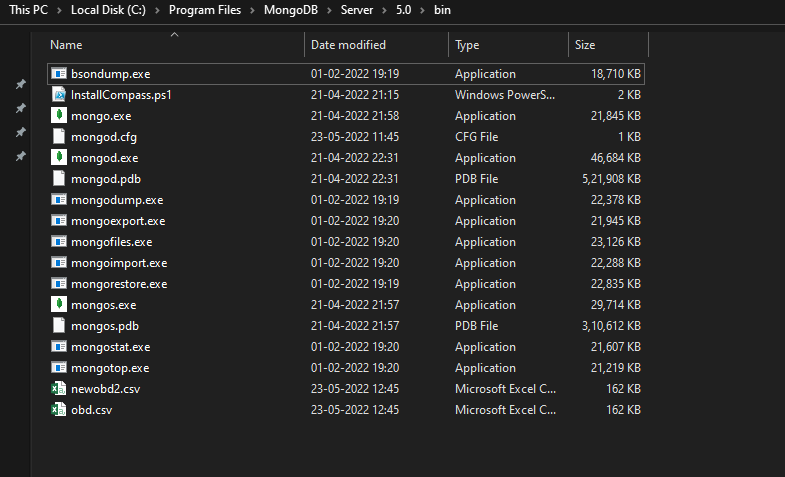 This PC > Local Disk (C:) > Program Files > MongoDB > Server > 5.0 > bin
Name Date modified Type Size
bsondump.exe 01-02-2022 19:19 Application 18,710 KB
InstallCompass.ps1 21-04-2022 21:15 Windows PowerS... 2 KB
mongo.exe 21-04-2022 21:58 Application 21,845 KB
mongod.cfg 23-05-2022 11:45 CFG File 1 KB
mongod.exe 21-04-2022 22:31 Application 46,684 KB
mongod.pdb 21-04-2022 22:31 PDB File 5,21,908 KB
mongodump.exe 01-02-2022 19:19 Application 22,378 KB
mongoexport.exe 01-02-2022 19:20 Application 21,945 KB
mongofiles.exe 01-02-2022 19:20 Application 23,126 KB
mongoimport.exe 01-02-2022 19:20 Application 22,288 KB
mongorestore.exe 01-02-2022 19:20 Application 22,835 KB
mongos.exe 21-04-2022 21:57 Application 29,714 KB
mongos.pdb 21-04-2022 21:57 PDB File 3,10,612 KB
mongostat.exe 01-02-2022 19:20 Application 21,607 KB
mongotop.exe 01-02-2022 19:20 Application 21,219 KB
newobd2.csv 23-05-2022 12:45 Microsoft Excel C... 162 KB
obd.csv 23-05-2022 12:45 Microsoft Excel C... 162 KB